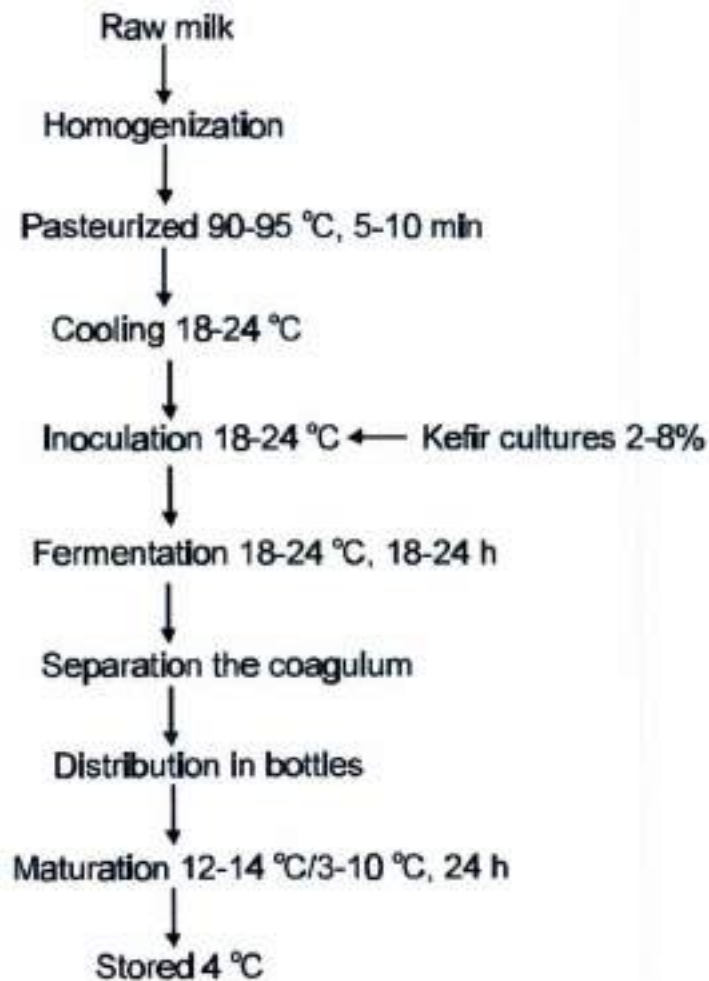 Raw milk
Homogenization
Pasteurized 90-95 °C, 5-10 min
Cooling 18-24 °C
Inoculation 18-24 °C
Kefir cultures 2-8%
Fermentation 18-24 °C, 18-24 h
Separation the coagulum
Distribution in bottles
Maturation 12-14 °C/3-10 °C, 24 h
Stored 4 °C